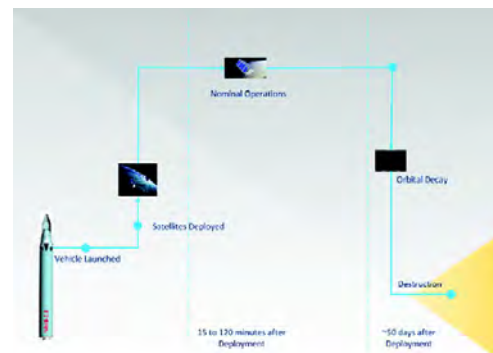 Nominal Operations
Satellites Deployed
Orbital Decay
Vehicle Launched
Destruction
15 to 120 minutes after
Deployment
~50 days after
Deployment